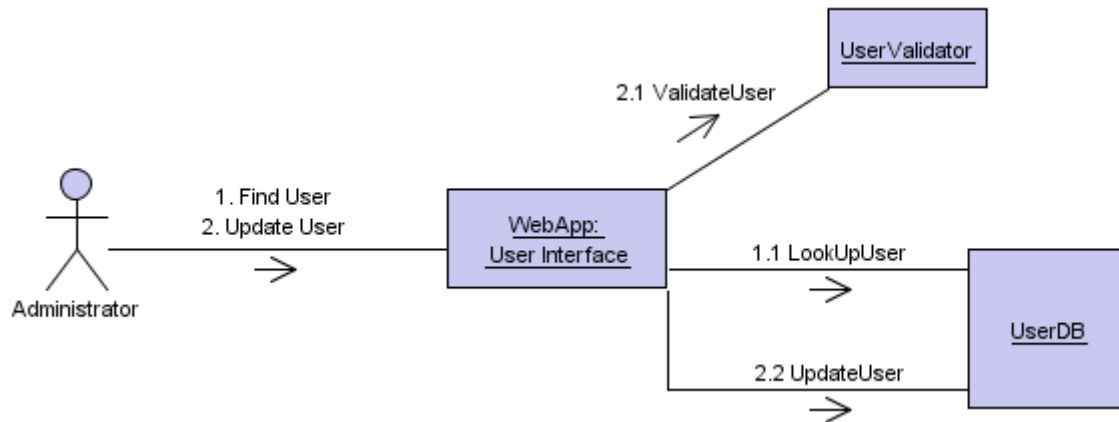 UserValidator
2.1 ValidateUser
1. Find User
2. Update User
WebApp:
User Interface
1.1 LookUpUser
Administrator
UserDB
2.2 UpdateUser